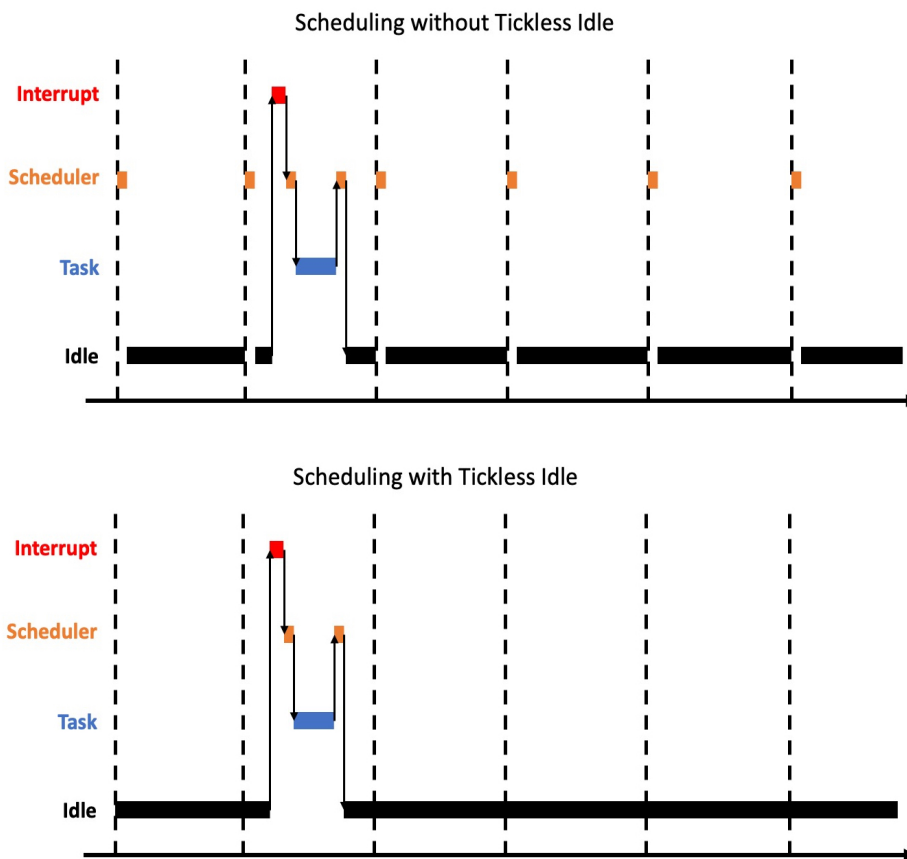 Scheduling without Tickless Idle
Interrupt
Scheduler
Task
Idle
Scheduling with Tickless Idle
Interrupt
Scheduler
Task
Idle